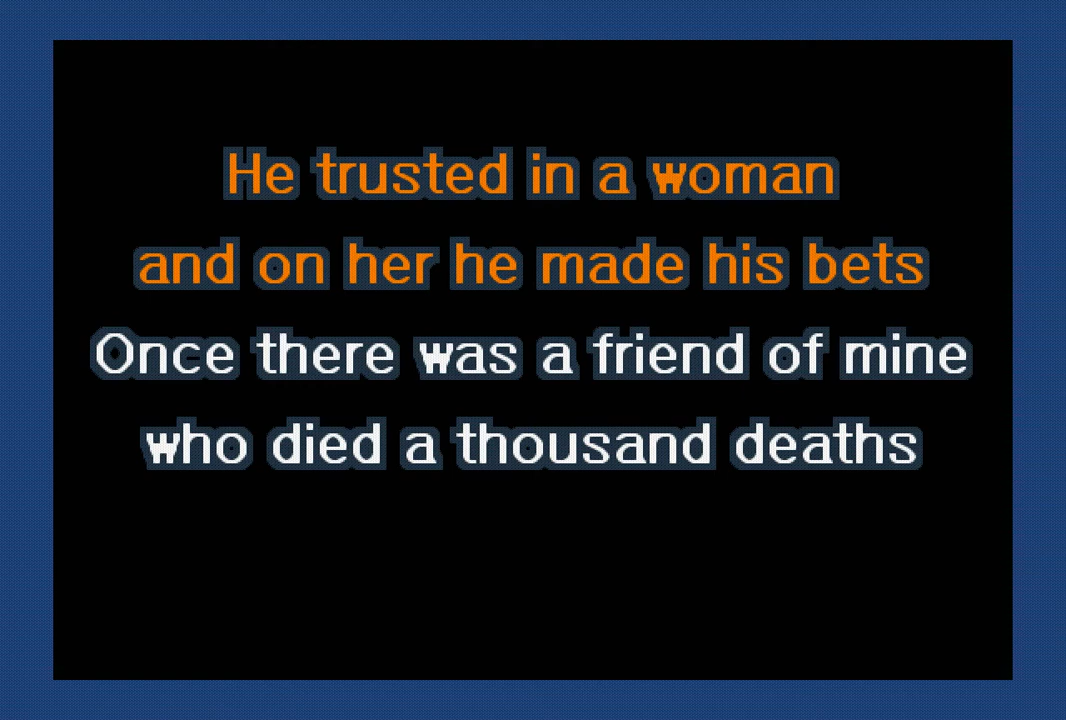 He trusted in a woman
and on her he made his bets
Once there was a friend of mine
who died a thousand deaths